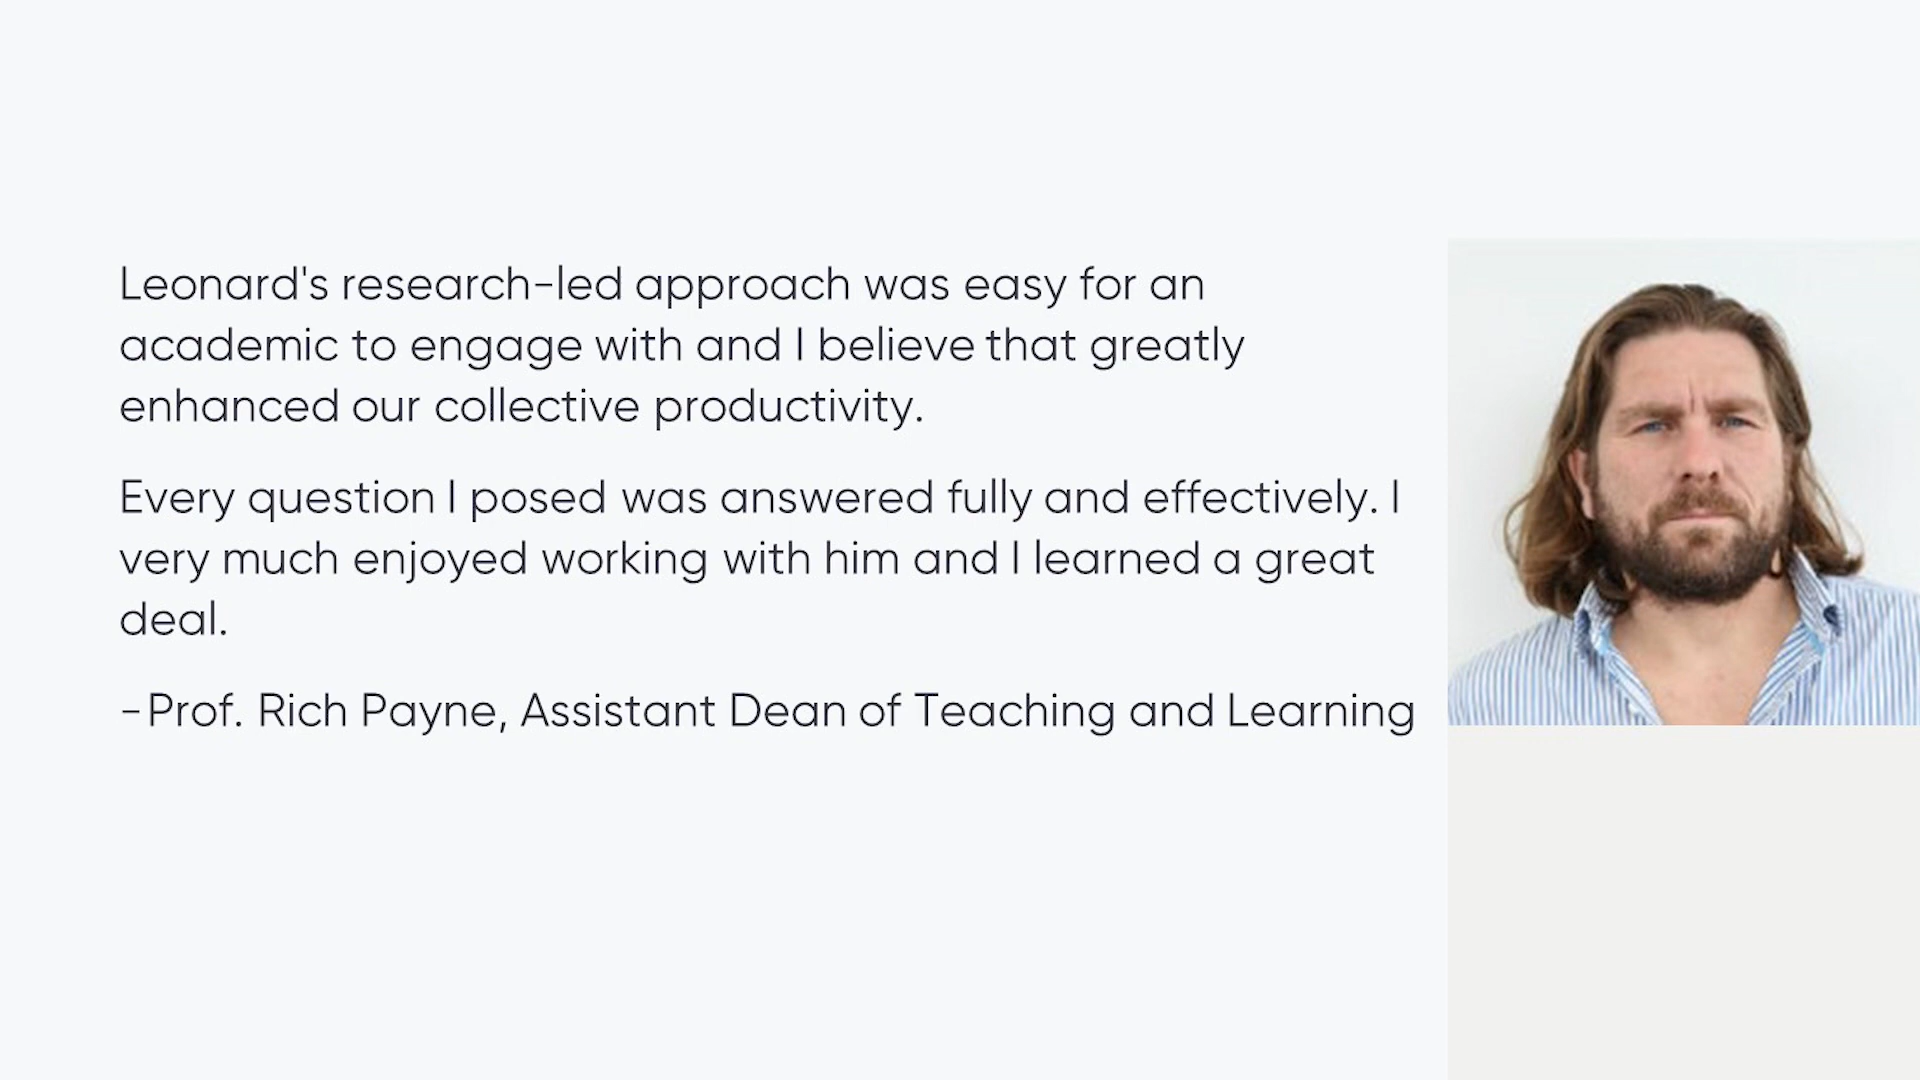 Leonard's research-led approach was easy for an
academic to engage with and I believe that greatly
enhanced our collective productivity.
Every question I posed was answered fully and effectively. I
very much enjoyed working with him and I learned a great
deal.
-Prof. Rich Payne, Assistant Dean of Teaching and Learning